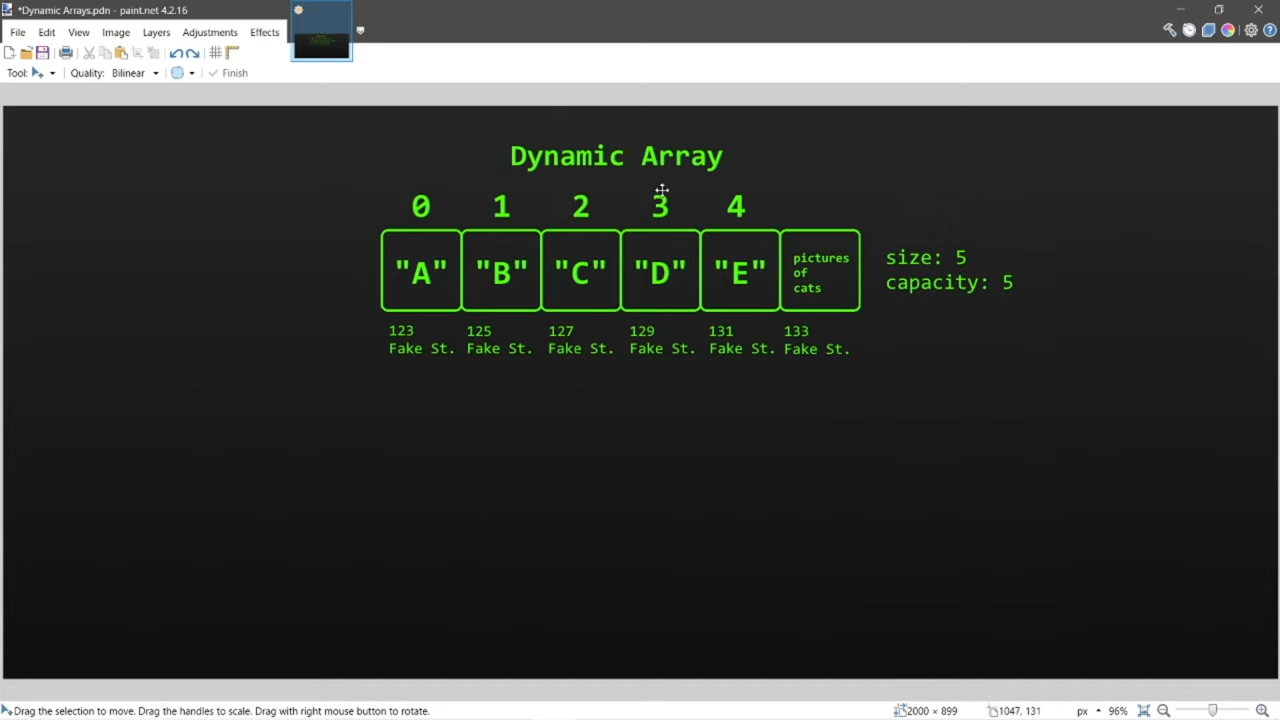 *Dynamic Arrays.pdn - paint.net 4.2.16
File Edit View Image Layers Adjustments Effects
Tool: Quality: Bilinear Finish
Dynamic Array
0 1 2 3 4
"A" "B" "C" "D" "E" pictures of cats
size: 5
capacity: 5
123 125 127 129 131 133
Fake St. Fake St. Fake St. Fake St. Fake St. Fake St.
Drag the selection to move. Drag the handles to scale. Drag with right mouse button to rotate. 2000 × 899 1047, 131 px 96%